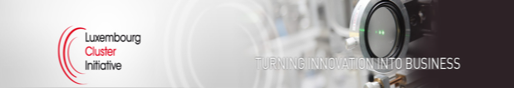 Luxembourg
Cluster
Initiative
TURNING INNOVATION INTO BUSINESS